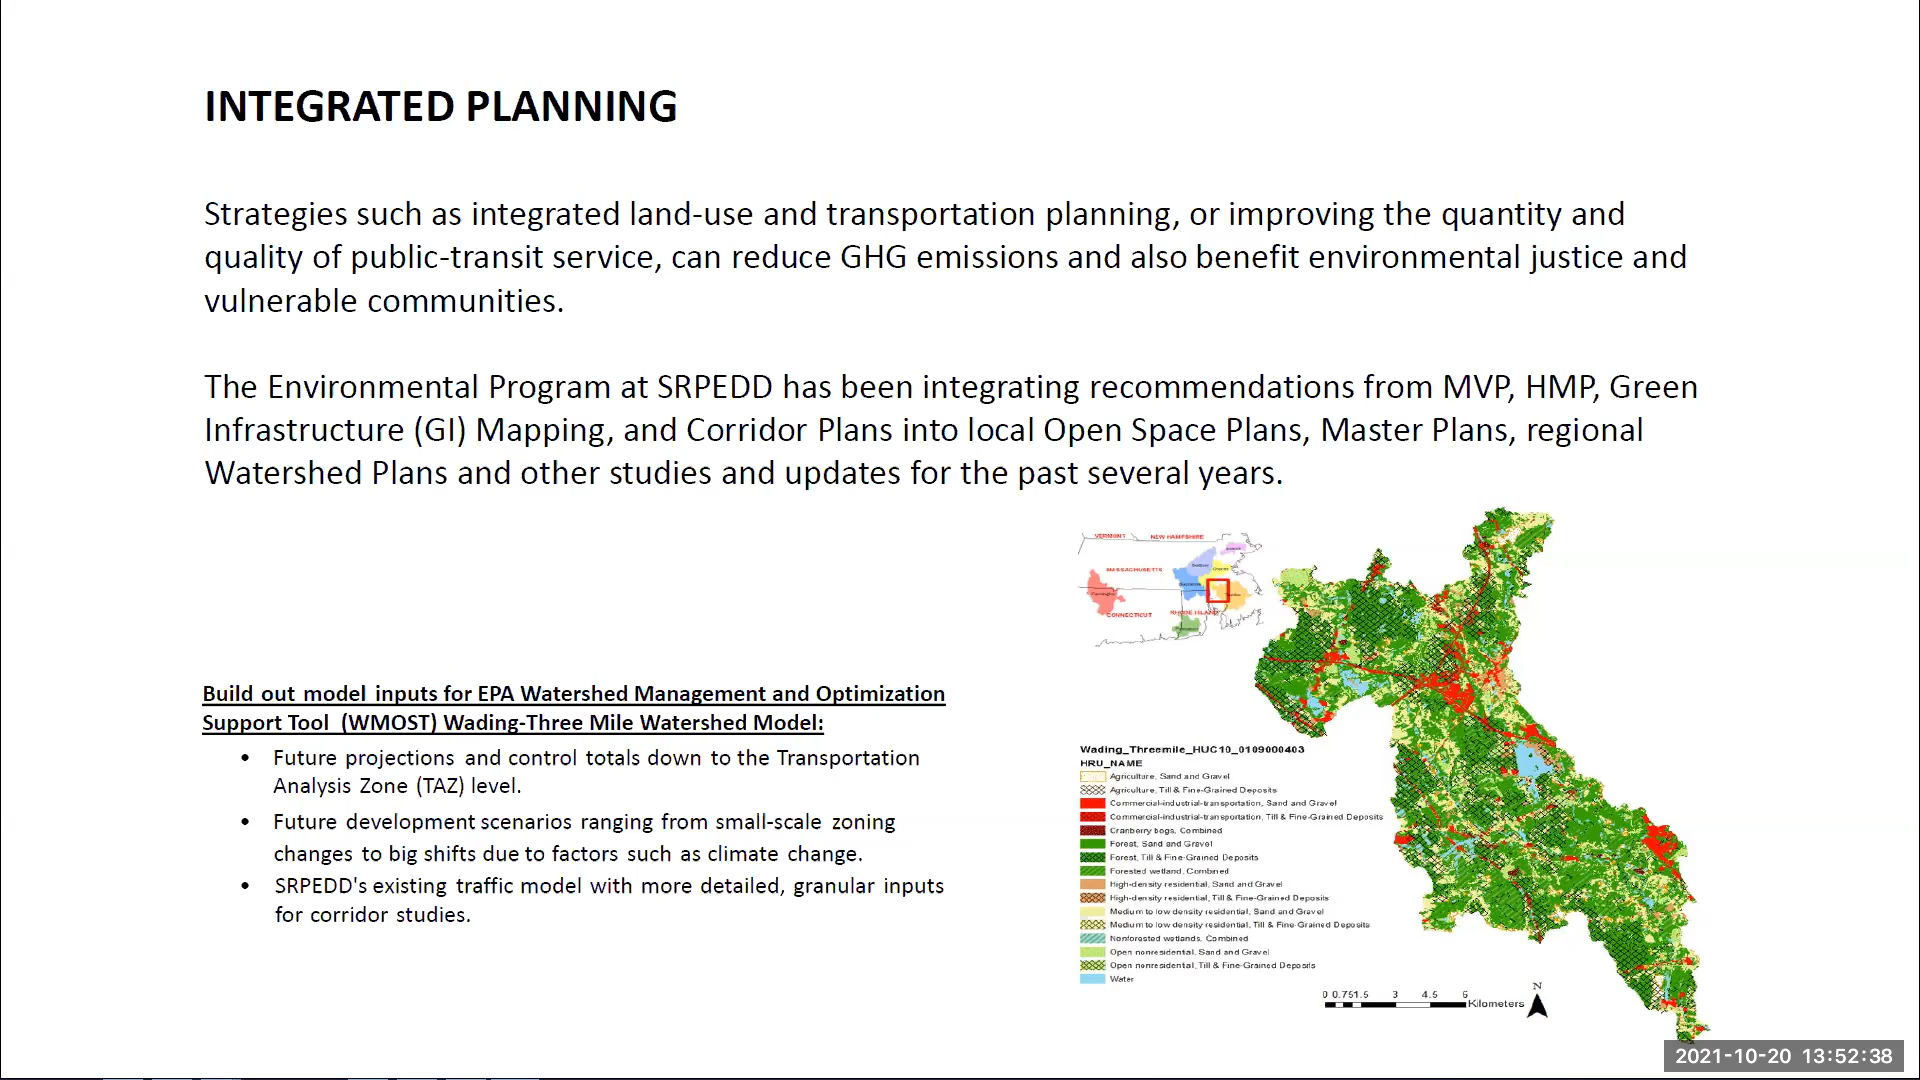 INTEGRATED PLANNING
Strategies such as integrated land-use and transportation planning, or improving the quantity and
quality of public-transit service, can reduce GHG emissions and also benefit environmental justice and
vulnerable communities.
The Environmental Program at SRPEDD has been integrating recommendations from MVP, HMP, Green
Infrastructure (GI) Mapping, and Corridor Plans into local Open Space Plans, Master Plans, regional
Watershed Plans and other studies and updates for the past several years.
Build out model inputs for EPA Watershed Management and Optimization
Support Tool (WMOST) Wading-Three Mile Watershed Model:
• Future projections and control totals down to the Transportation
Analysis Zone (TAZ) level.
• Future development scenarios ranging from small-scale zoning
changes to big shifts due to factors such as climate change.
• SRPEDD's existing traffic model with more detailed, granular inputs
for corridor studies.
VERMONT NEW HAMPSHIRE
MASSACHUSETTS
CONNECTICUT
RHODE ISLAND
Wading_Threemile_HUC10_0109000403
HRU_NAME
Agriculture, Sand and Gravel
Agriculture, Till & Fine-Grained Deposits
Commercial-industrial-transportation, Sand and Gravel
Commercial-industrial-transportation, Till & Fine-Grained Deposits
Cranberry bogs, Combined
Forest, Sand and Gravel
Forest, Till & Fine-Grained Deposits
Forested wetland, Combined
High-density residential, Sand and Gravel
High-density residential, Till & Fine-Grained Deposits
Medium to low density residential, Sand and Gravel
Medium to low density residential, Till & Fine-Grained Deposits
Nonforested wetlands, Combined
Open nonresidential, Sand and Gravel
Open nonresidential, Till & Fine-Grained Deposits
Water
0 0.751.5 3 4.5 6
Kilometers
N
2021-10-20 13:52:38